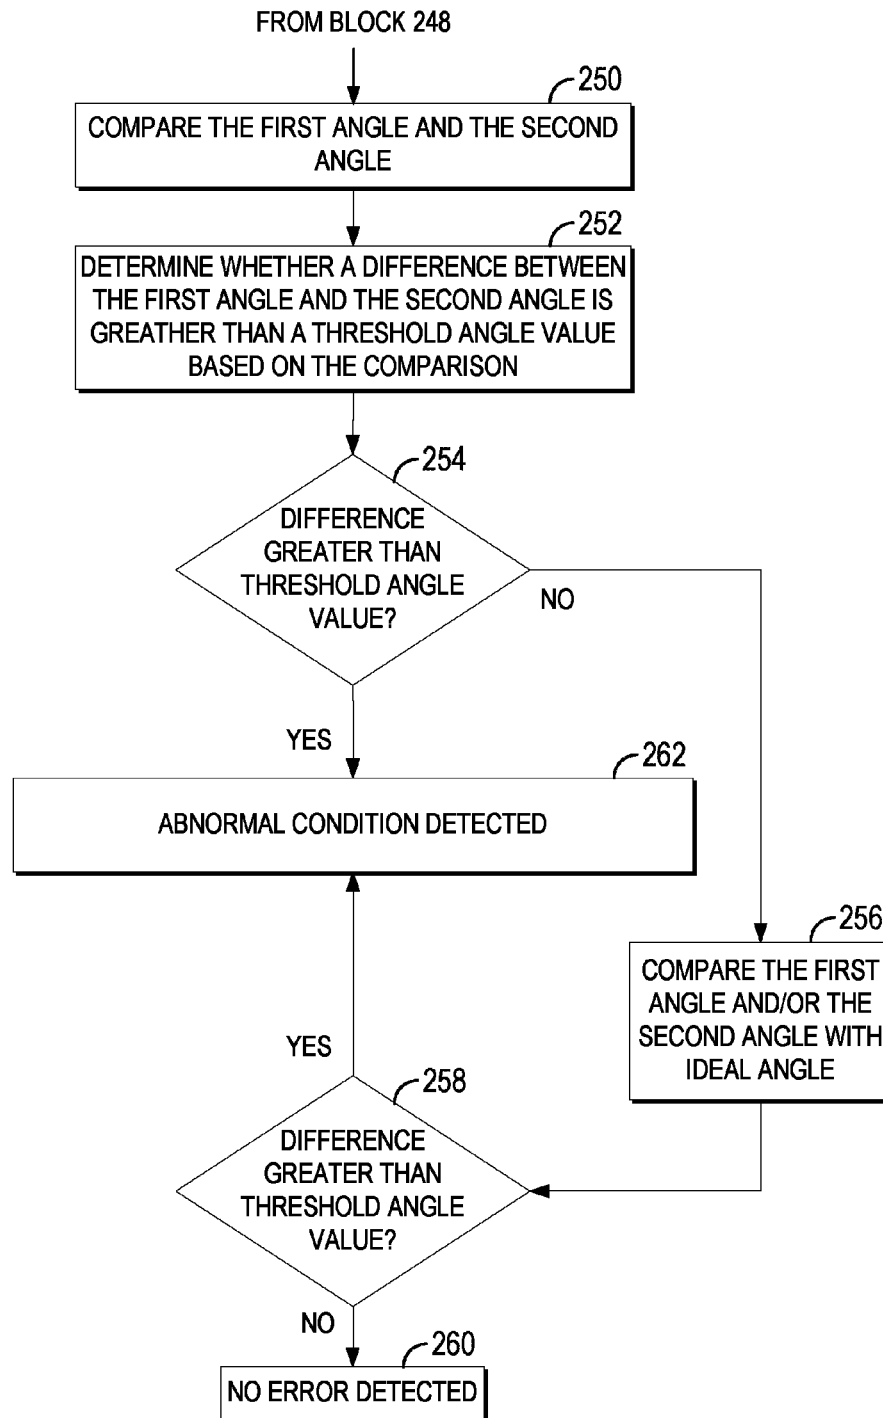 FROM BLOCK 248
250
COMPARE THE FIRST ANGLE AND THE SECOND
ANGLE
252
DETERMINE WHETHER A DIFFERENCE BETWEEN
THE FIRST ANGLE AND THE SECOND ANGLE IS
GREATHER THAN A THRESHOLD ANGLE VALUE
BASED ON THE COMPARISON
254
DIFFERENCE
GREATER THAN
THRESHOLD ANGLE
VALUE?
NO
YES
262
ABNORMAL CONDITION DETECTED
256
COMPARE THE FIRST
ANGLE AND/OR THE
SECOND ANGLE WITH
IDEAL ANGLE
YES
258
DIFFERENCE
GREATER THAN
THRESHOLD ANGLE
VALUE?
NO
260
NO ERROR DETECTED